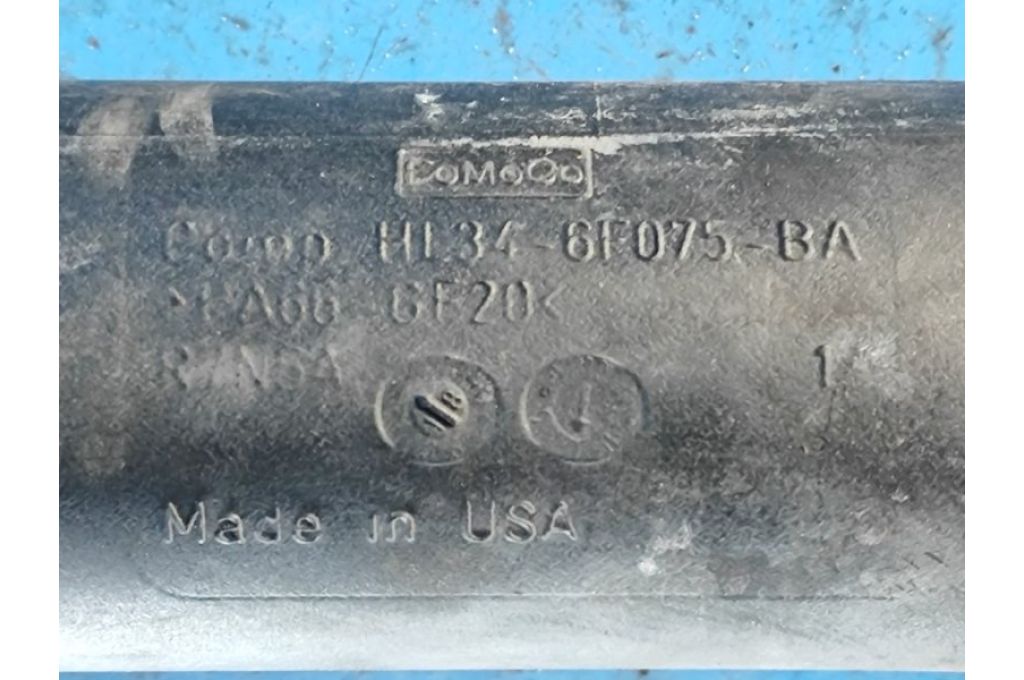 FoMoCo
HL34-6F075-BA
>PA66 GF20<
1
Made in USA